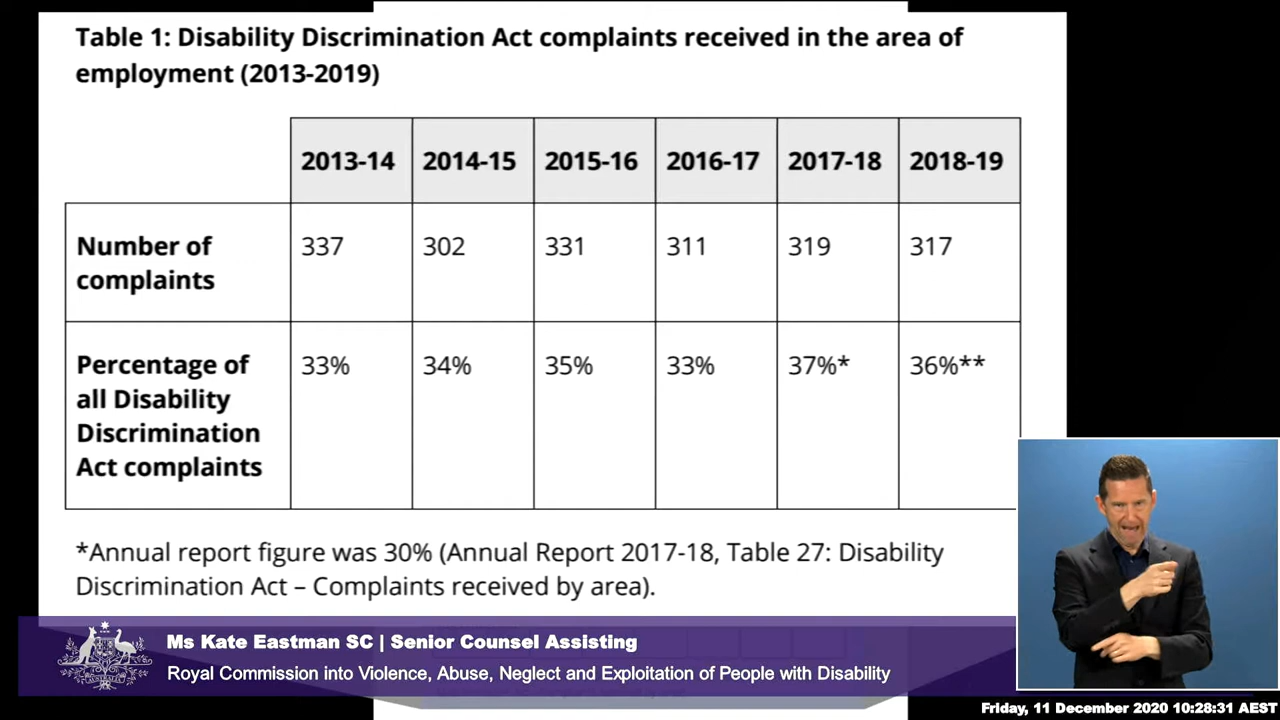 Table 1: Disability Discrimination Act complaints received in the area of
employment (2013-2019)
2013-14 2014-15 2015-16 2016-17 2017-18 2018-19
Number of
complaints
337 302 331 311 319 317
Percentage of
all Disability
Discrimination
Act complaints
33% 34% 35% 33% 37%* 36%**
*Annual report figure was 30% (Annual Report 2017-18, Table 27: Disability
Discrimination Act – Complaints received by area).
Ms Kate Eastman SC | Senior Counsel Assisting
Royal Commission into Violence, Abuse, Neglect and Exploitation of People with Disability
Friday, 11 December 2020 10:28:31 AEST